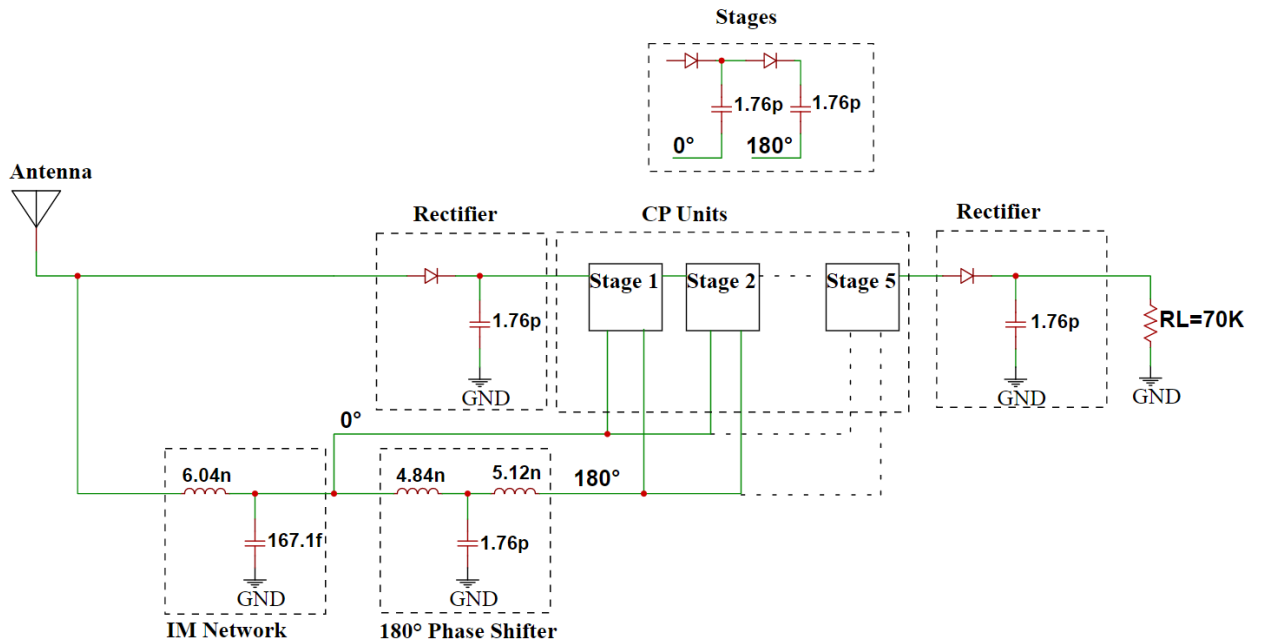 Stages
1.76p
1.76p
0°
180°
Antenna
Rectifier
CP Units
Rectifier
Stage 1
Stage 2
Stage 5
1.76p
1.76p
RL=70K
GND
GND
GND
0°
6.04n
4.84n
5.12n
180°
167.1f
1.76p
GND
GND
IM Network
180° Phase Shifter